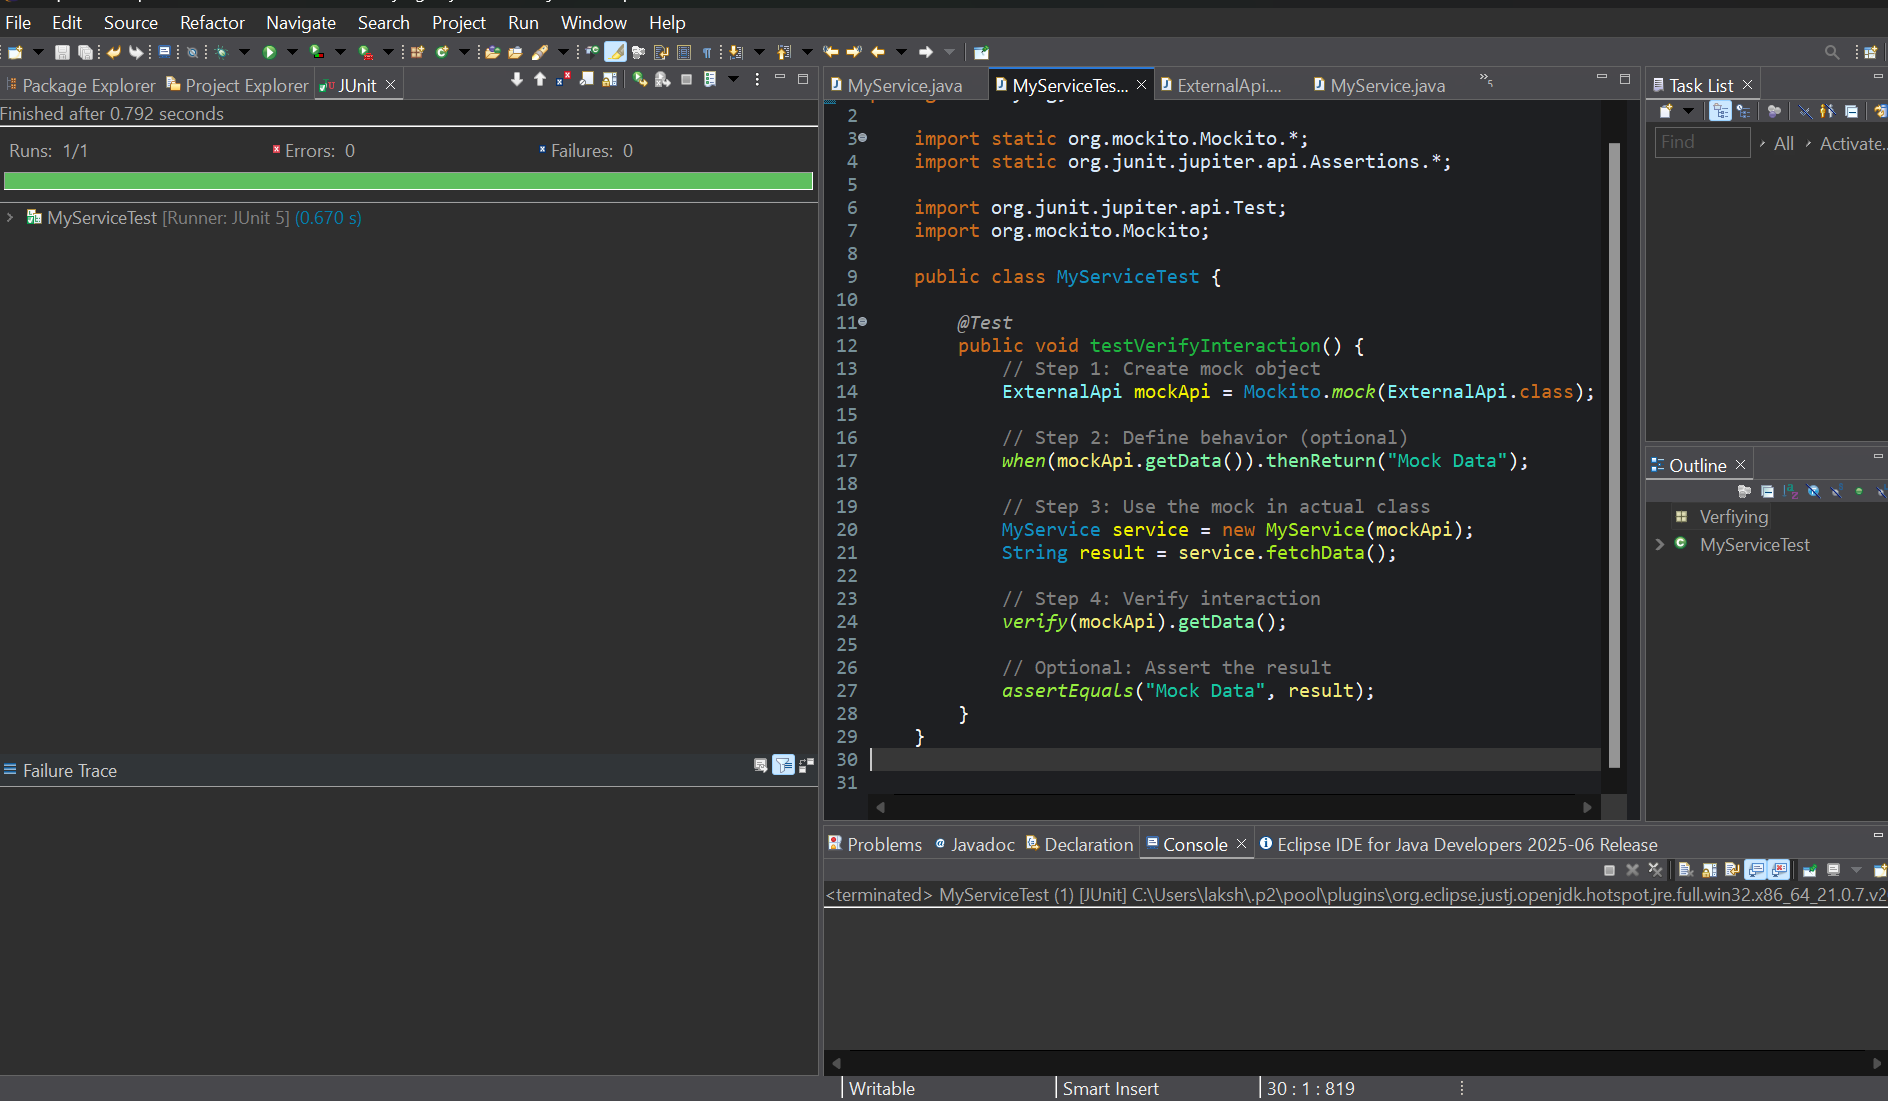 File Edit Source Refactor Navigate Search Project Run Window Help
Package Explorer Project Explorer JUnit
Finished after 0.792 seconds
Runs: 1/1 Errors: 0 Failures: 0
MyServiceTest [Runner: JUnit 5] (0.670 s)
Failure Trace
MyService.java MyServiceTes... ExternalApi.... MyService.java »5
2
3 import static org.mockito.Mockito.*;
4 import static org.junit.jupiter.api.Assertions.*;
5
6 import org.junit.jupiter.api.Test;
7 import org.mockito.Mockito;
8
9 public class MyServiceTest {
10
11 @Test
12 public void testVerifyInteraction() {
13 // Step 1: Create mock object
14 ExternalApi mockApi = Mockito.mock(ExternalApi.class);
15
16 // Step 2: Define behavior (optional)
17 when(mockApi.getData()).thenReturn("Mock Data");
18
19 // Step 3: Use the mock in actual class
20 MyService service = new MyService(mockApi);
21 String result = service.fetchData();
22
23 // Step 4: Verify interaction
24 verify(mockApi).getData();
25
26 // Optional: Assert the result
27 assertEquals("Mock Data", result);
28 }
29 }
30
31
Task List
Find All Activate...
Outline
Verfiying
MyServiceTest
Problems Javadoc Declaration Console Eclipse IDE for Java Developers 2025-06 Release
<terminated> MyServiceTest (1) [JUnit] C:\Users\laksh\.p2\pool\plugins\org.eclipse.justj.openjdk.hotspot.jre.full.win32.x86_64_21.0.7.v2
Writable Smart Insert 30 : 1 : 819